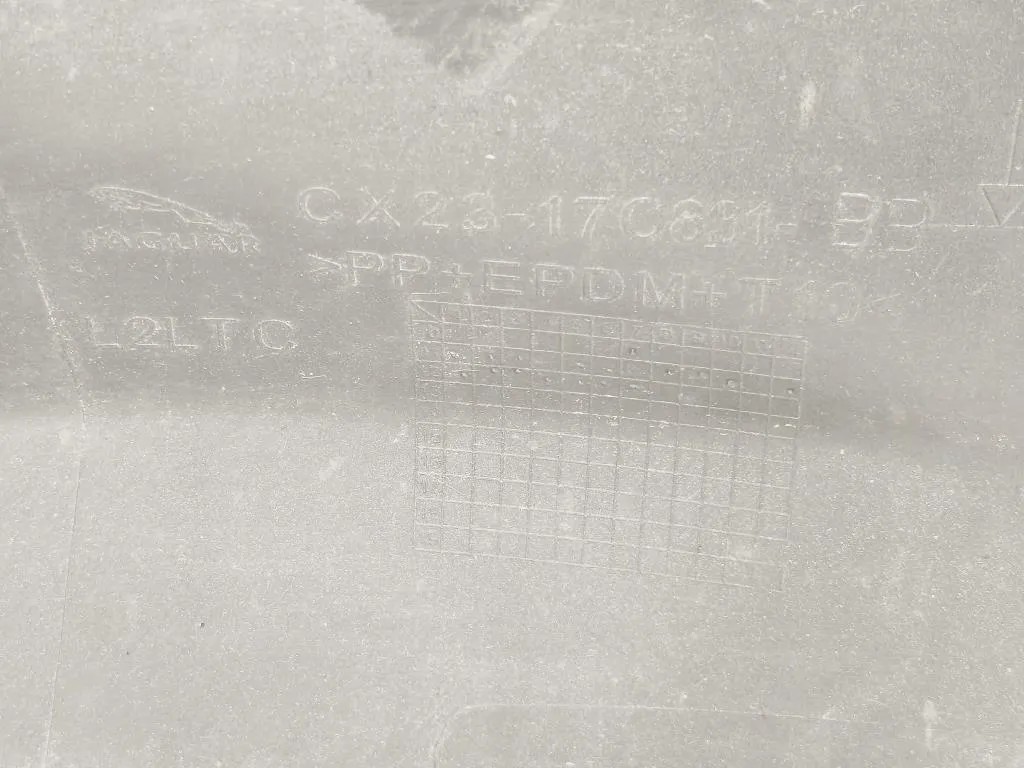 JAGUAR
CX23-17C831- BB
>PP+EPDM+T10<
L2LTC